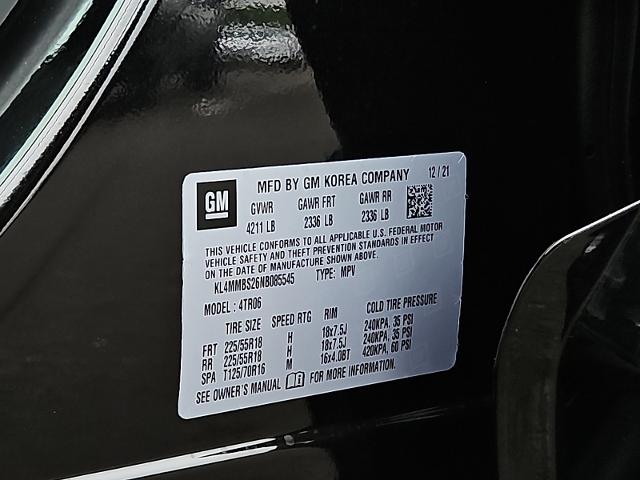 GM
MFD BY GM KOREA COMPANY 12/21
GVWR GAWR FRT GAWR RR
4211 LB 2336 LB 2336 LB
THIS VEHICLE CONFORMS TO ALL APPLICABLE U.S. FEDERAL MOTOR
VEHICLE SAFETY AND THEFT PREVENTION STANDARDS IN EFFECT
ON THE DATE OF MANUFACTURE SHOWN ABOVE.
KL4MMBS26NB085545 TYPE: MPV
MODEL: 4TR06
TIRE SIZE SPEED RTG RIM COLD TIRE PRESSURE
FRT 225/55R18 H 18x7.5J 240KPA, 35 PSI
RR 225/55R18 H 18x7.5J 240KPA, 35 PSI
SPA T125/70R16 M 16x4.0BT 420KPA, 60 PSI
SEE OWNER'S MANUAL FOR MORE INFORMATION.